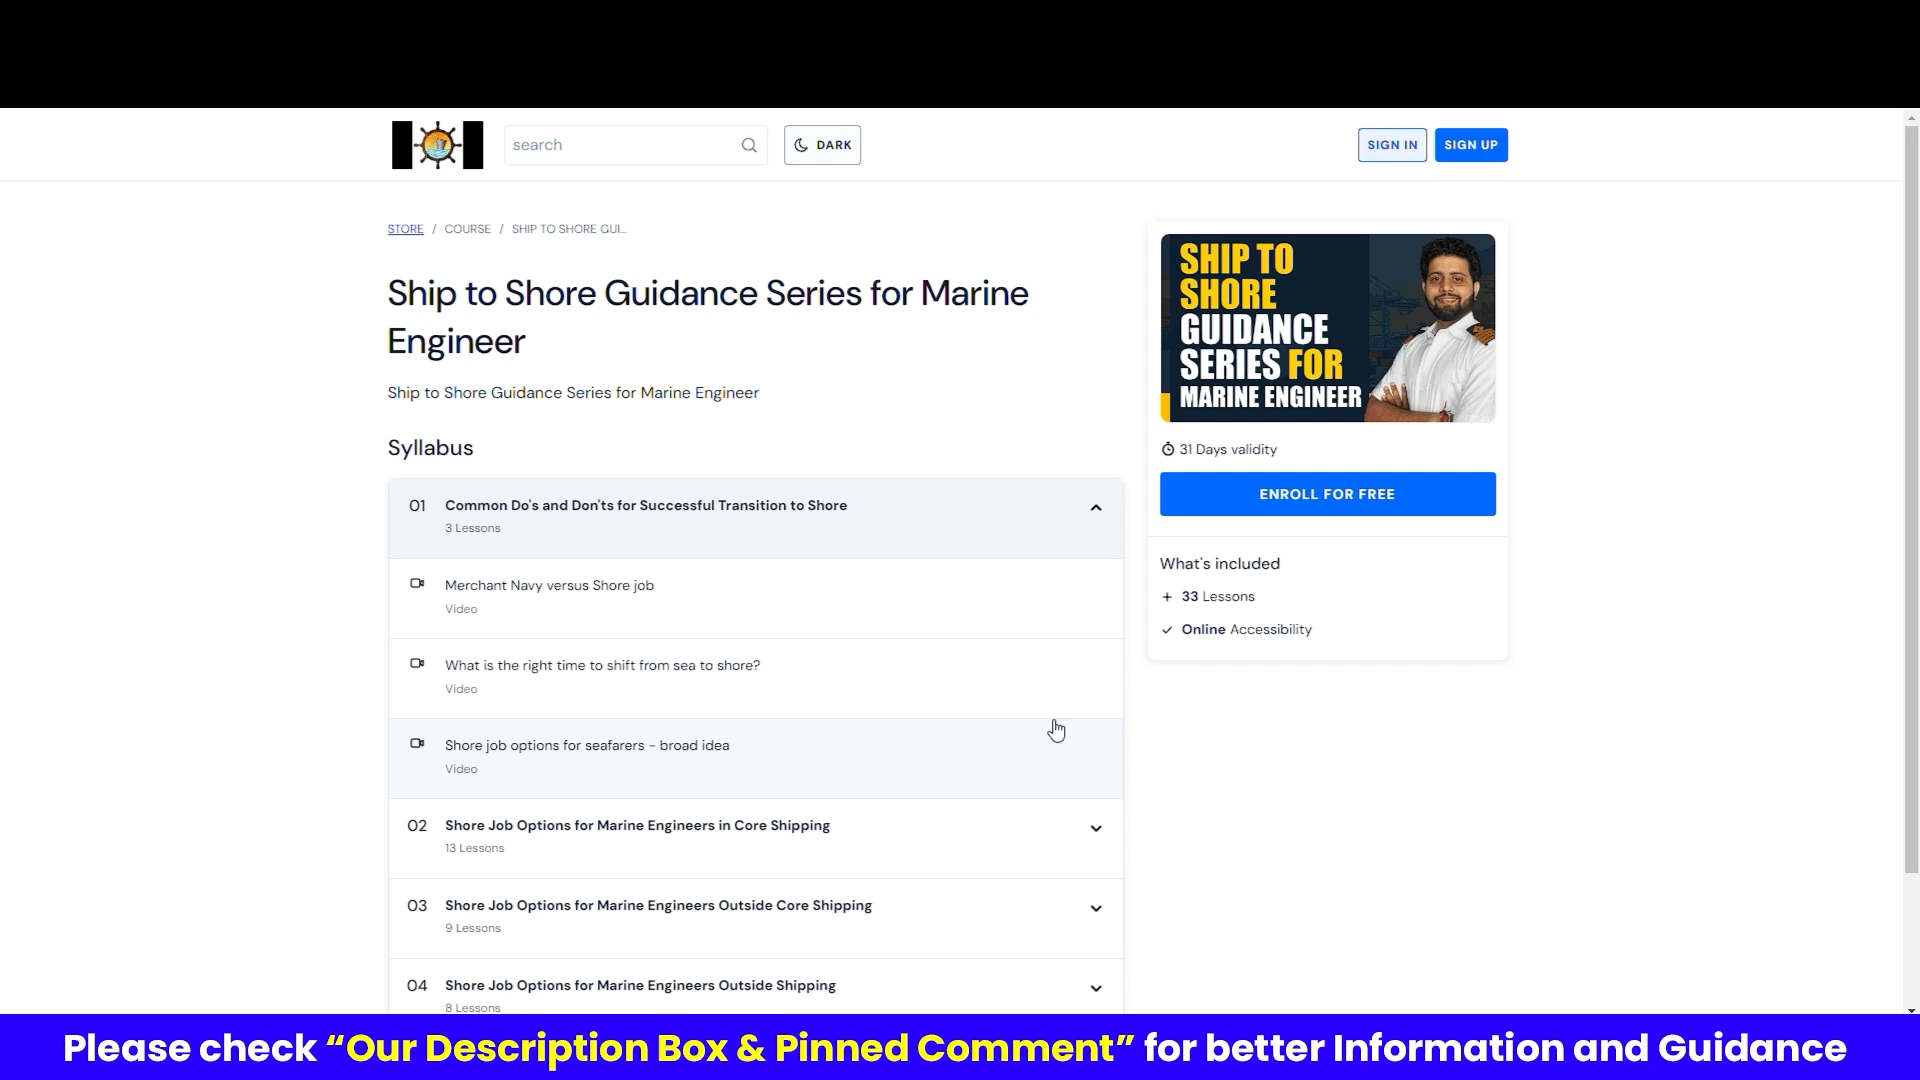 search
DARK
SIGN IN
SIGN UP
STORE / COURSE / SHIP TO SHORE GUI...
Ship to Shore Guidance Series for Marine
Engineer
Ship to Shore Guidance Series for Marine Engineer
Syllabus
01 Common Do's and Don'ts for Successful Transition to Shore
3 Lessons
Merchant Navy versus Shore job
Video
What is the right time to shift from sea to shore?
Video
Shore job options for seafarers - broad idea
Video
02 Shore Job Options for Marine Engineers in Core Shipping
13 Lessons
03 Shore Job Options for Marine Engineers Outside Core Shipping
9 Lessons
04 Shore Job Options for Marine Engineers Outside Shipping
8 Lessons
SHIP TO
SHORE
GUIDANCE
SERIES FOR
MARINE ENGINEER
31 Days validity
ENROLL FOR FREE
What's included
+ 33 Lessons
Online Accessibility
Please check “Our Description Box & Pinned Comment” for better Information and Guidance